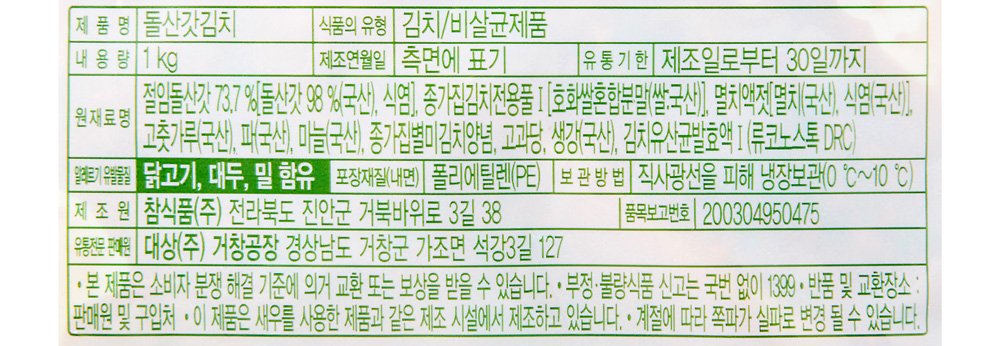 제 품 명 돌산갓김치 식품의 유형 김치/비살균제품
내 용 량 1 kg 제조연월일 측면에 표기 유 통 기 한 제조일로부터 30일까지
원재료명 절임돌산갓 73.7 %[돌산갓 98 %(국산), 식염], 종가집김치전용품Ⅰ[호화쌀혼합분말(쌀:국산)], 멸치액젓[멸치(국산), 식염(국산)],
고춧가루(국산), 파(국산), 마늘(국산), 종가집별미김치양념, 고과당, 생강(국산), 김치유산균발효액Ⅰ(류코노스톡 DRC)
알레르기 유발물질 닭고기, 대두, 밀 함유 포장재질(내면) 폴리에틸렌(PE) 보 관 방 법 직사광선을 피해 냉장보관(0 ℃~10 ℃)
제 조 원 참식품(주) 전라북도 진안군 거북바위로 3길 38 품목보고번호 200304950475
유통전문 판매원 대상(주) 거창공장 경상남도 거창군 가조면 석강3길 127
• 본 제품은 소비자 분쟁 해결 기준에 의거 교환 또는 보상을 받을 수 있습니다. • 부정·불량식품 신고는 국번 없이 1399 • 반품 및 교환장소 :
판매원 및 구입처 • 이 제품은 새우를 사용한 제품과 같은 제조 시설에서 제조하고 있습니다. • 계절에 따라 쪽파가 실파로 변경 될 수 있습니다.